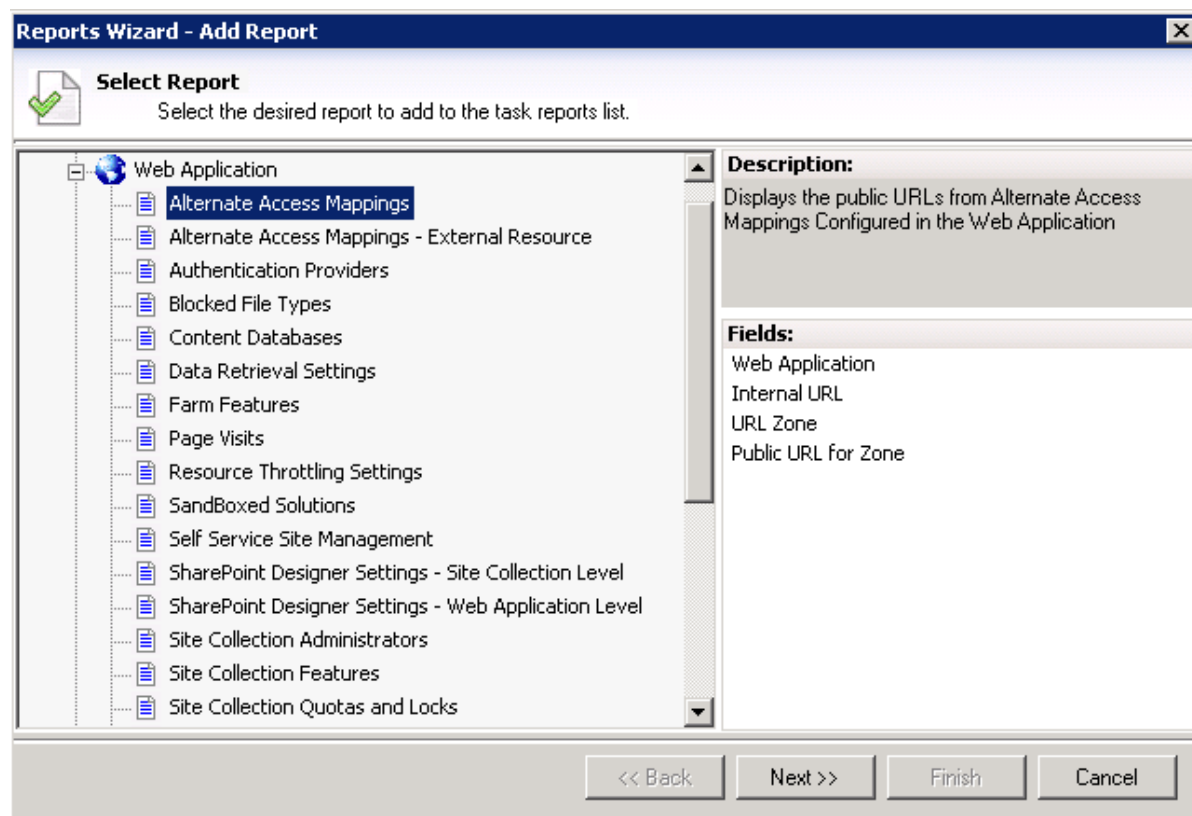 Reports Wizard - Add Report
Select Report
Select the desired report to add to the task reports list.
Web Application
Alternate Access Mappings
Alternate Access Mappings - External Resource
Authentication Providers
Blocked File Types
Content Databases
Data Retrieval Settings
Farm Features
Page Visits
Resource Throttling Settings
SandBoxed Solutions
Self Service Site Management
SharePoint Designer Settings - Site Collection Level
SharePoint Designer Settings - Web Application Level
Site Collection Administrators
Site Collection Features
Site Collection Quotas and Locks
Description:
Displays the public URLs from Alternate Access
Mappings Configured in the Web Application
Fields:
Web Application
Internal URL
URL Zone
Public URL for Zone
<< Back
Next >>
Finish
Cancel